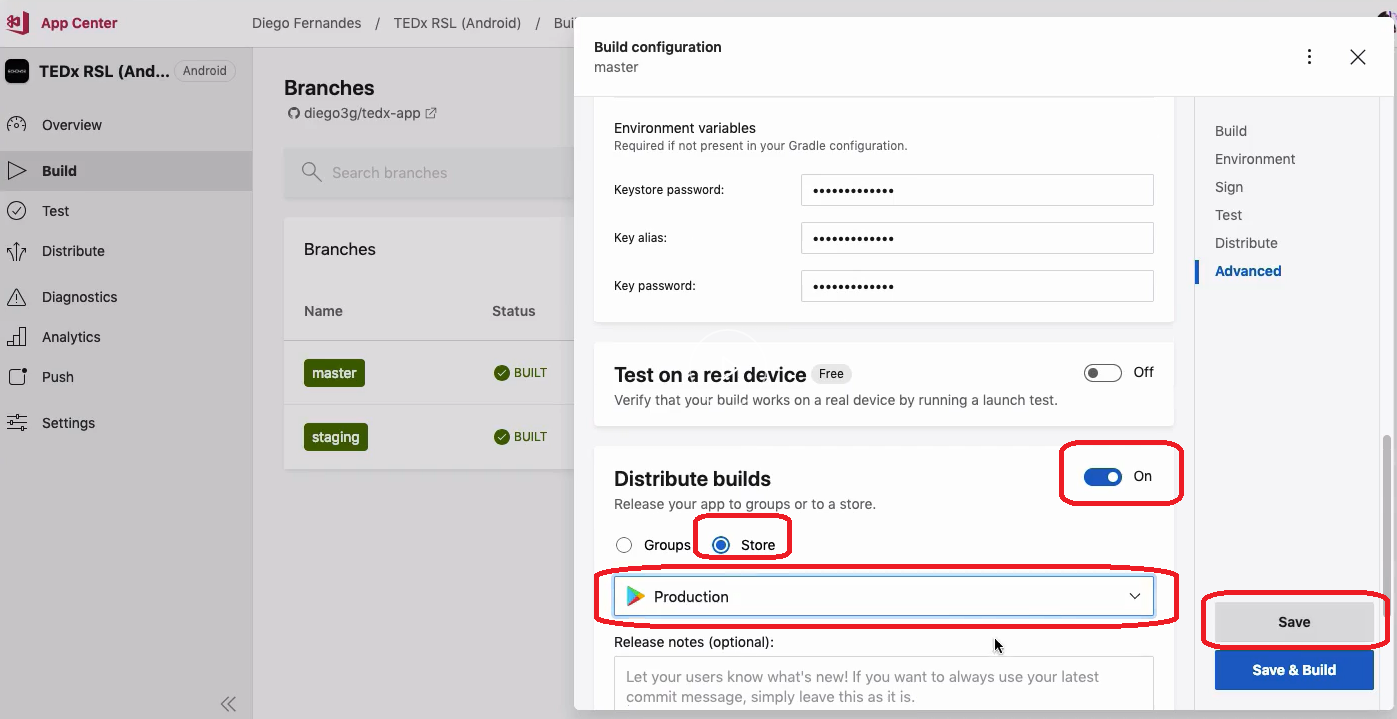 App Center
Diego Fernandes / TEDx RSL (Android) / Bui
TEDx RSL (And... Android
Overview
Build
Test
Distribute
Diagnostics
Analytics
Push
Settings
Branches
diego3g/tedx-app
Search branches
Branches
Name Status
master BUILT
staging BUILT
Build configuration
master
Environment variables
Required if not present in your Gradle configuration.
Keystore password: •••••••••••••
Key alias: •••••••••••••
Key password: •••••••••••••
Test on a real device Free Off
Verify that your build works on a real device by running a launch test.
Distribute builds On
Release your app to groups or to a store.
Groups Store
Production
Release notes (optional):
Let your users know what's new! If you want to always use your latest
commit message, simply leave this as it is.
Build
Environment
Sign
Test
Distribute
Advanced
Save
Save & Build